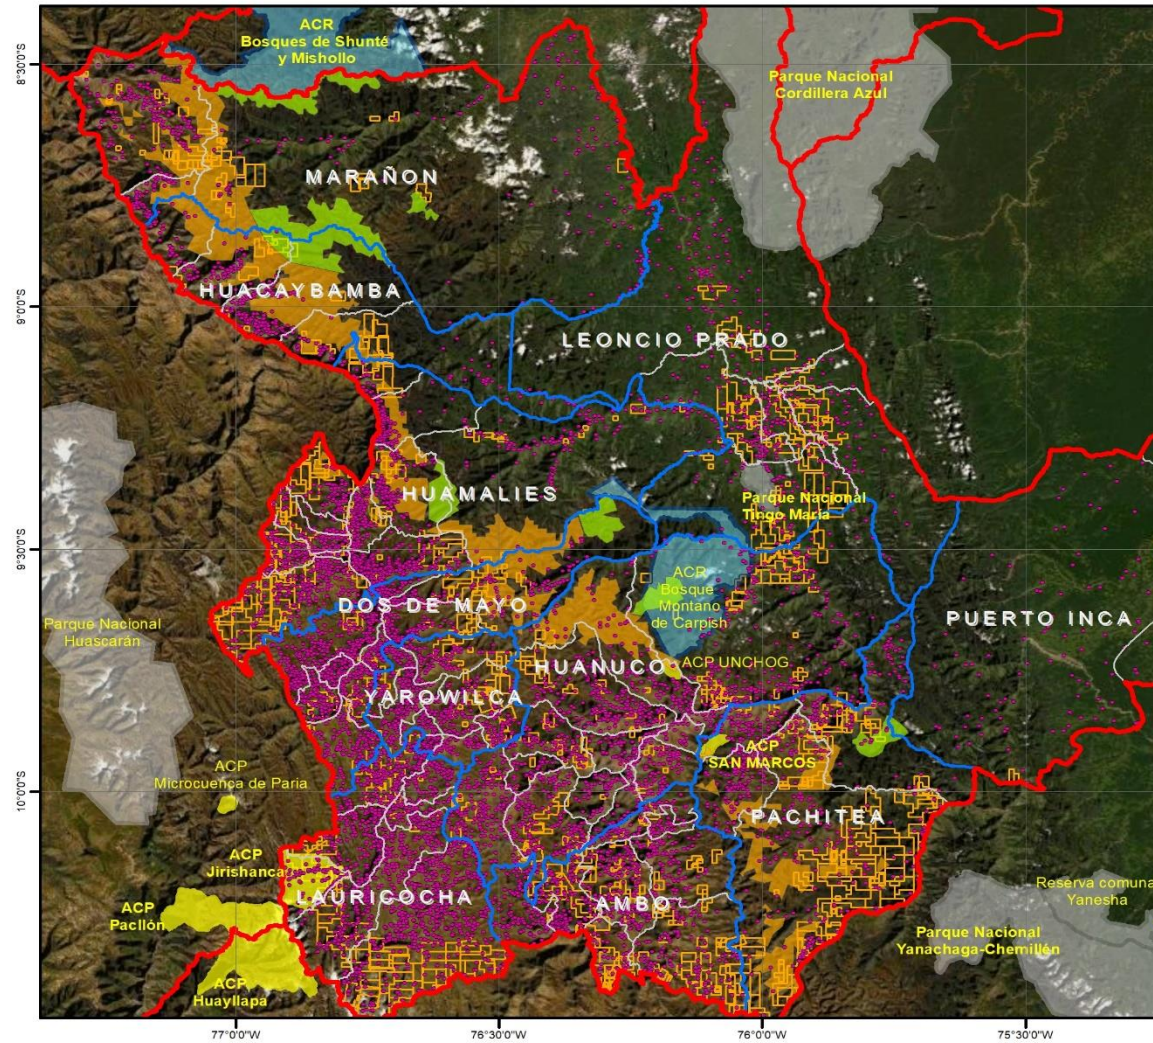 ACR
Bosques de Shunté
y Mishollo
Parque Nacional
Cordillera Azul
8°30'0"S
MARAÑON
HUACAYBAMBA
9°0'0"S
LEONCIO PRADO
HUAMALIES
Parque Nacional
Tingo Maria
9°30'0"S
ACR
Bosque
Montano
de Carpish
DOS DE MAYO
Parque Nacional
Huascarán
PUERTO INCA
HUANUCO
ACP UNCHOG
YAROWILCA
ACP
SAN MARCOS
ACP
Microcuenca de Paria
10°0'0"S
PACHITEA
ACP
Jirishanca
LAURICOCHA
AMBO
Reserva comuna
Yanesha
ACP
Pacllón
Parque Nacional
Yanachaga-Chemillén
ACP
Huayllapa
77°0'0"W
76°30'0"W
76°0'0"W
75°30'0"W